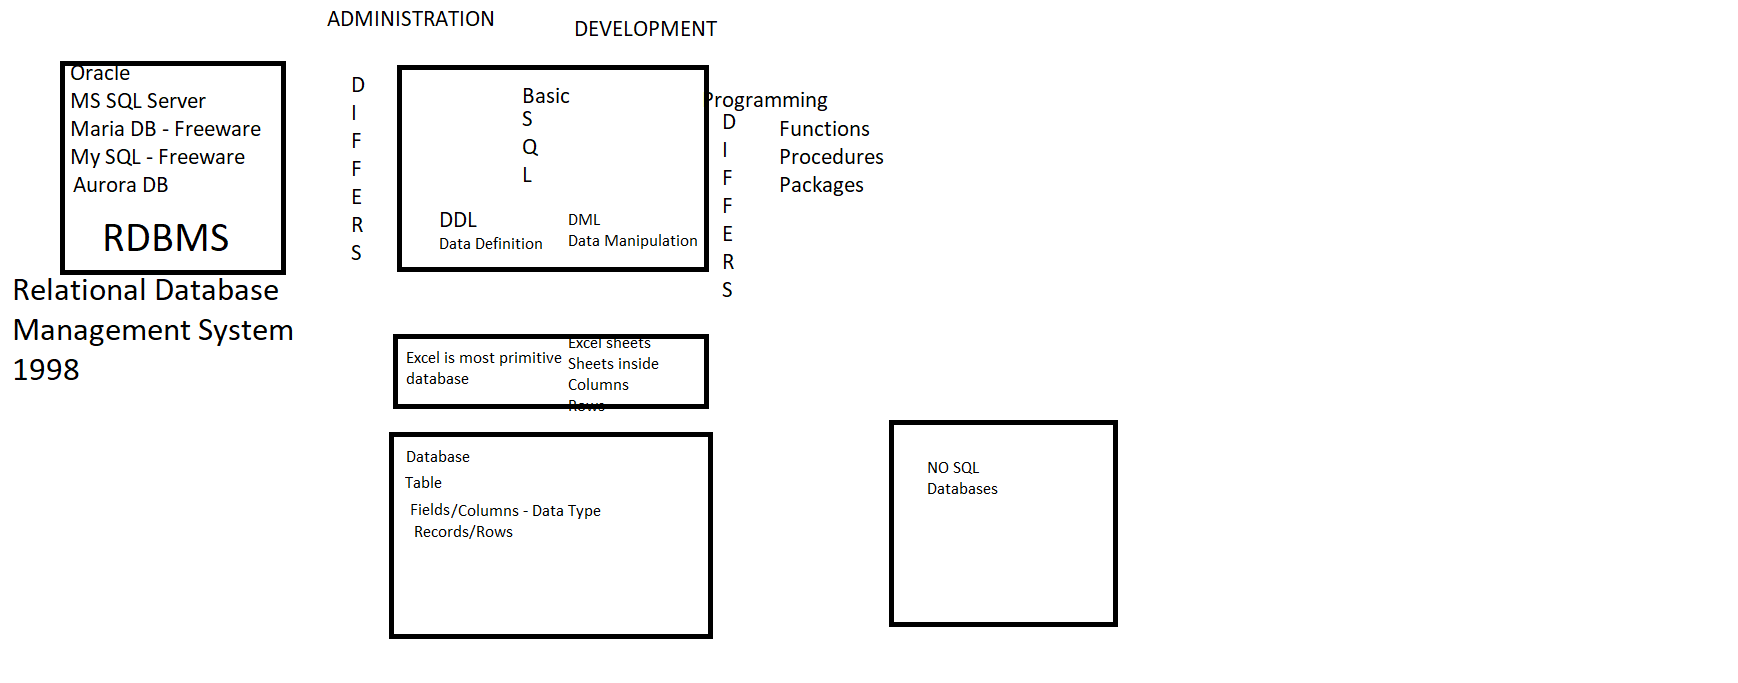 ADMINISTRATION
DEVELOPMENT
Oracle
MS SQL Server
Maria DB - Freeware
My SQL - Freeware
Aurora DB
RDBMS
Relational Database
Management System
1998
D
I
F
F
E
R
S
Basic
S
Q
L
DDL
Data Definition
DML
Data Manipulation
Programming
D
I
F
F
E
R
S
Functions
Procedures
Packages
Excel is most primitive
database
Excel sheets
Sheets inside
Columns
Rows
Database
Table
Fields/Columns - Data Type
Records/Rows
NO SQL
Databases